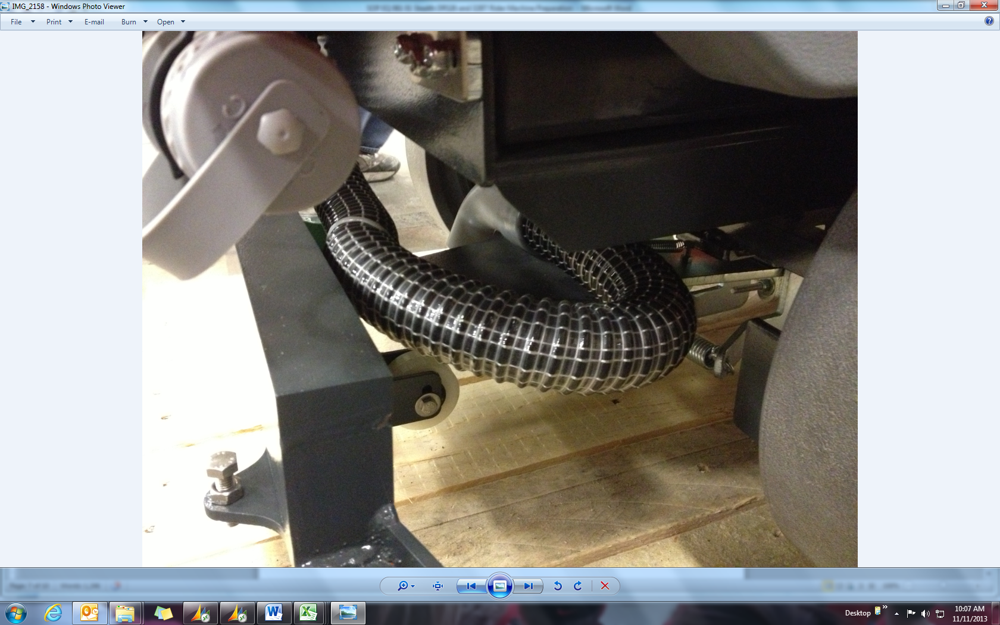 IMG_2158 - Windows Photo Viewer
File Print E-mail Burn Open
Desktop
10:07 AM
11/11/2013